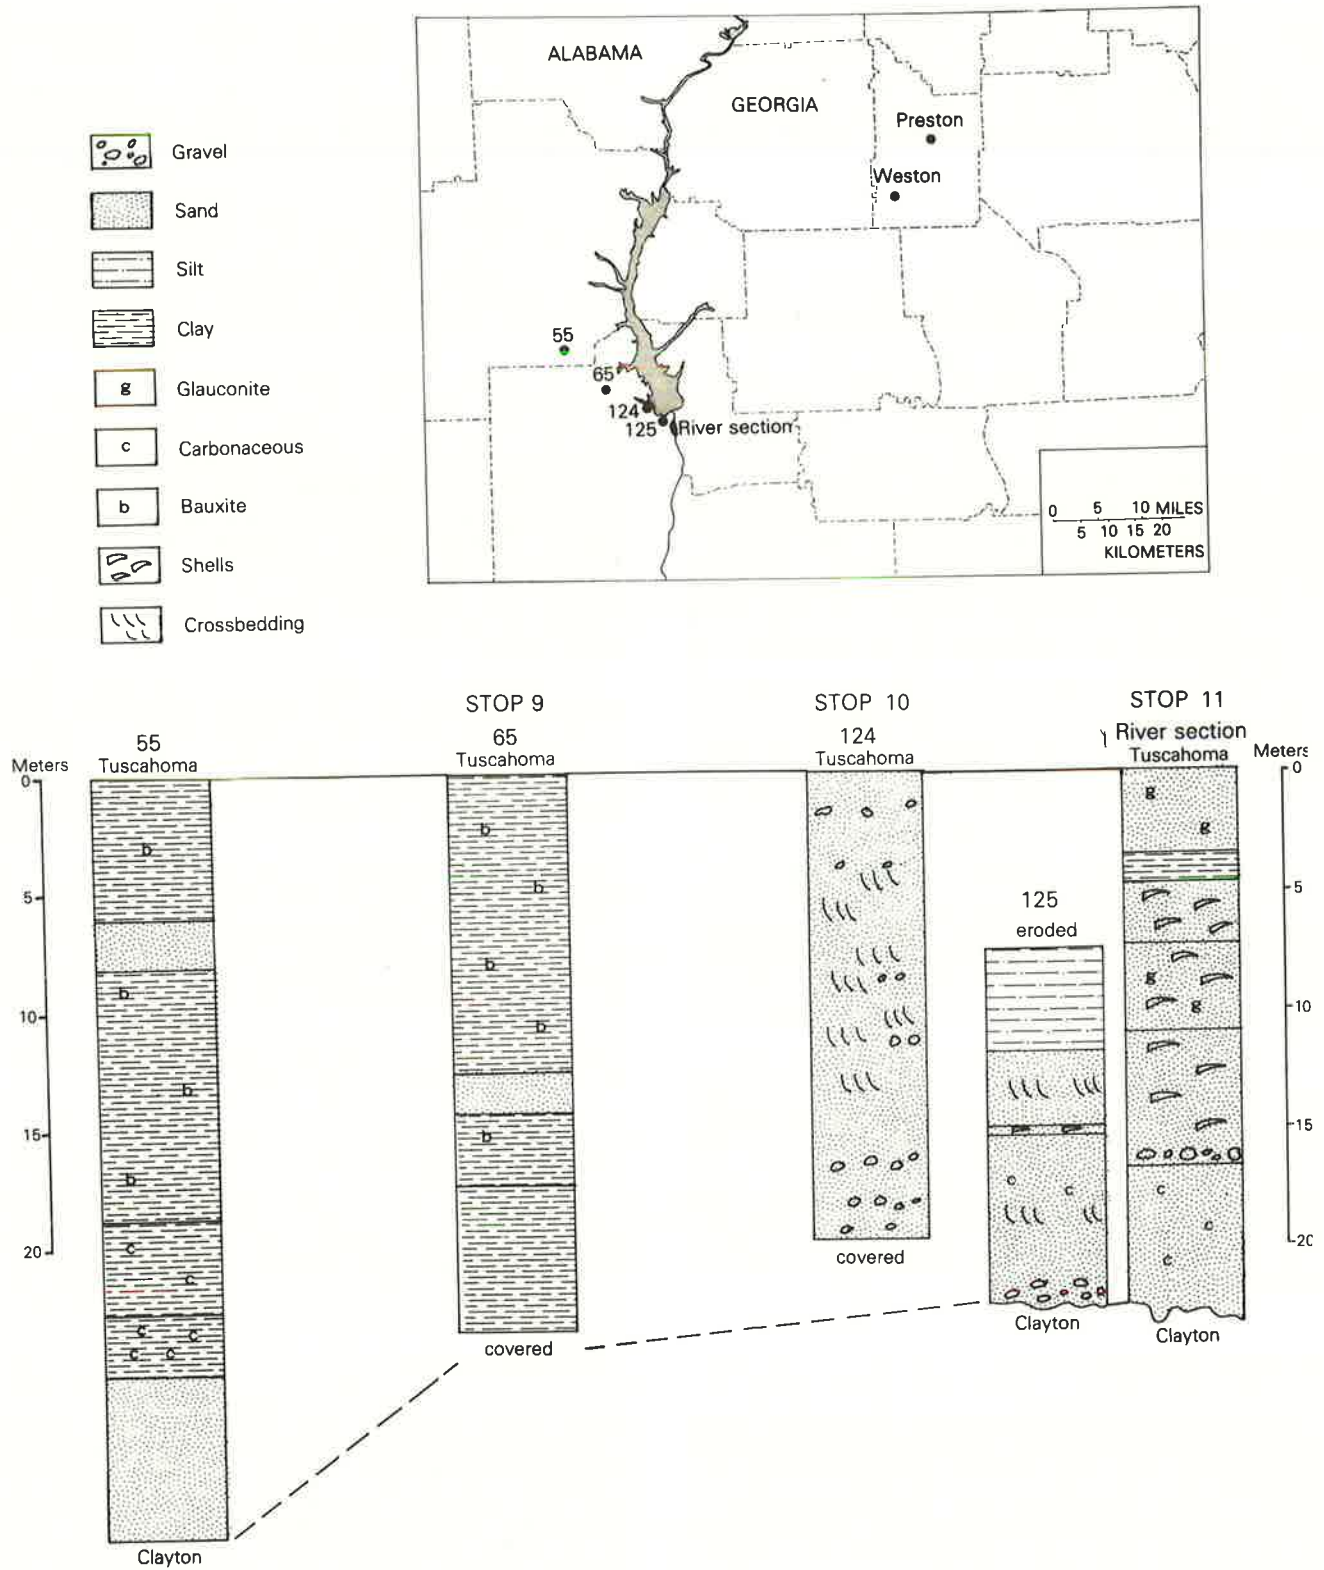 ALABAMA
GEORGIA
Preston
Weston
55
65
124
125
River section
0 5 10 MILES
5 10 15 20
KILOMETERS
Gravel
Sand
Silt
Clay
g Glauconite
c Carbonaceous
b Bauxite
Shells
Crossbedding
STOP 9
STOP 10
STOP 11
55
65
124
River section
Meters
Tuscahoma
Tuscahoma
Tuscahoma
Tuscahoma
Meters
0
5
10
15
20
b
b
b
b
c
c
c
c
c
c
Clayton
b
b
b
b
b
covered
covered
125
eroded
c
c
Clayton
g
g
g
g
c
c
c
Clayton
0
5
10
15
20